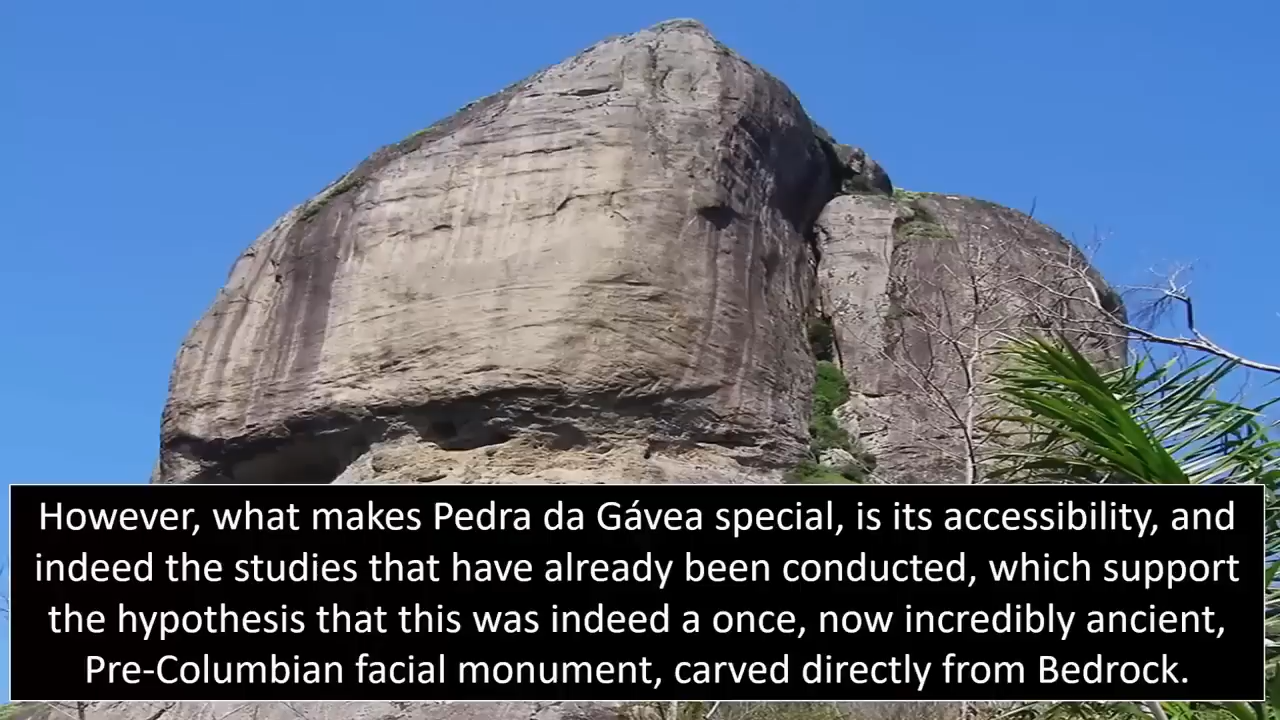 However, what makes Pedra da Gávea special, is its accessibility, and
indeed the studies that have already been conducted, which support
the hypothesis that this was indeed a once, now incredibly ancient,
Pre-Columbian facial monument, carved directly from Bedrock.